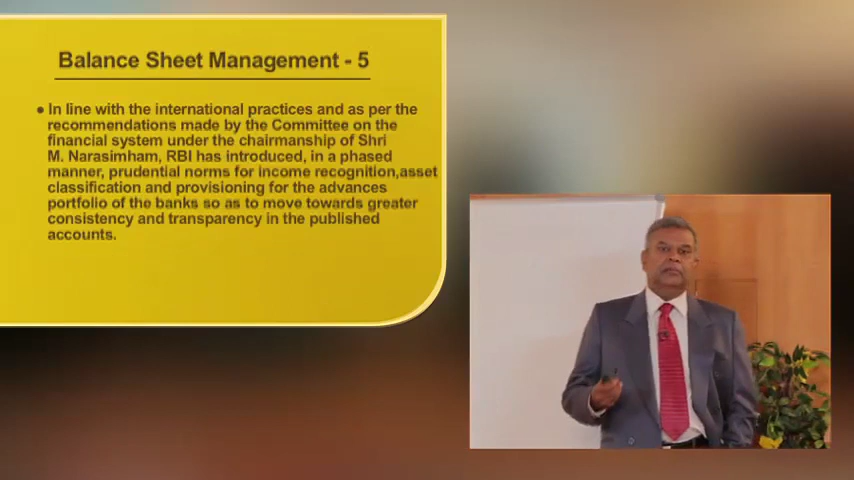 Balance Sheet Management - 5
● In line with the international practices and as per the
recommendations made by the Committee on the
financial system under the chairmanship of Shri
M. Narasimham, RBI has introduced, in a phased
manner, prudential norms for income recognition,asset
classification and provisioning for the advances
portfolio of the banks so as to move towards greater
consistency and transparency in the published
accounts.